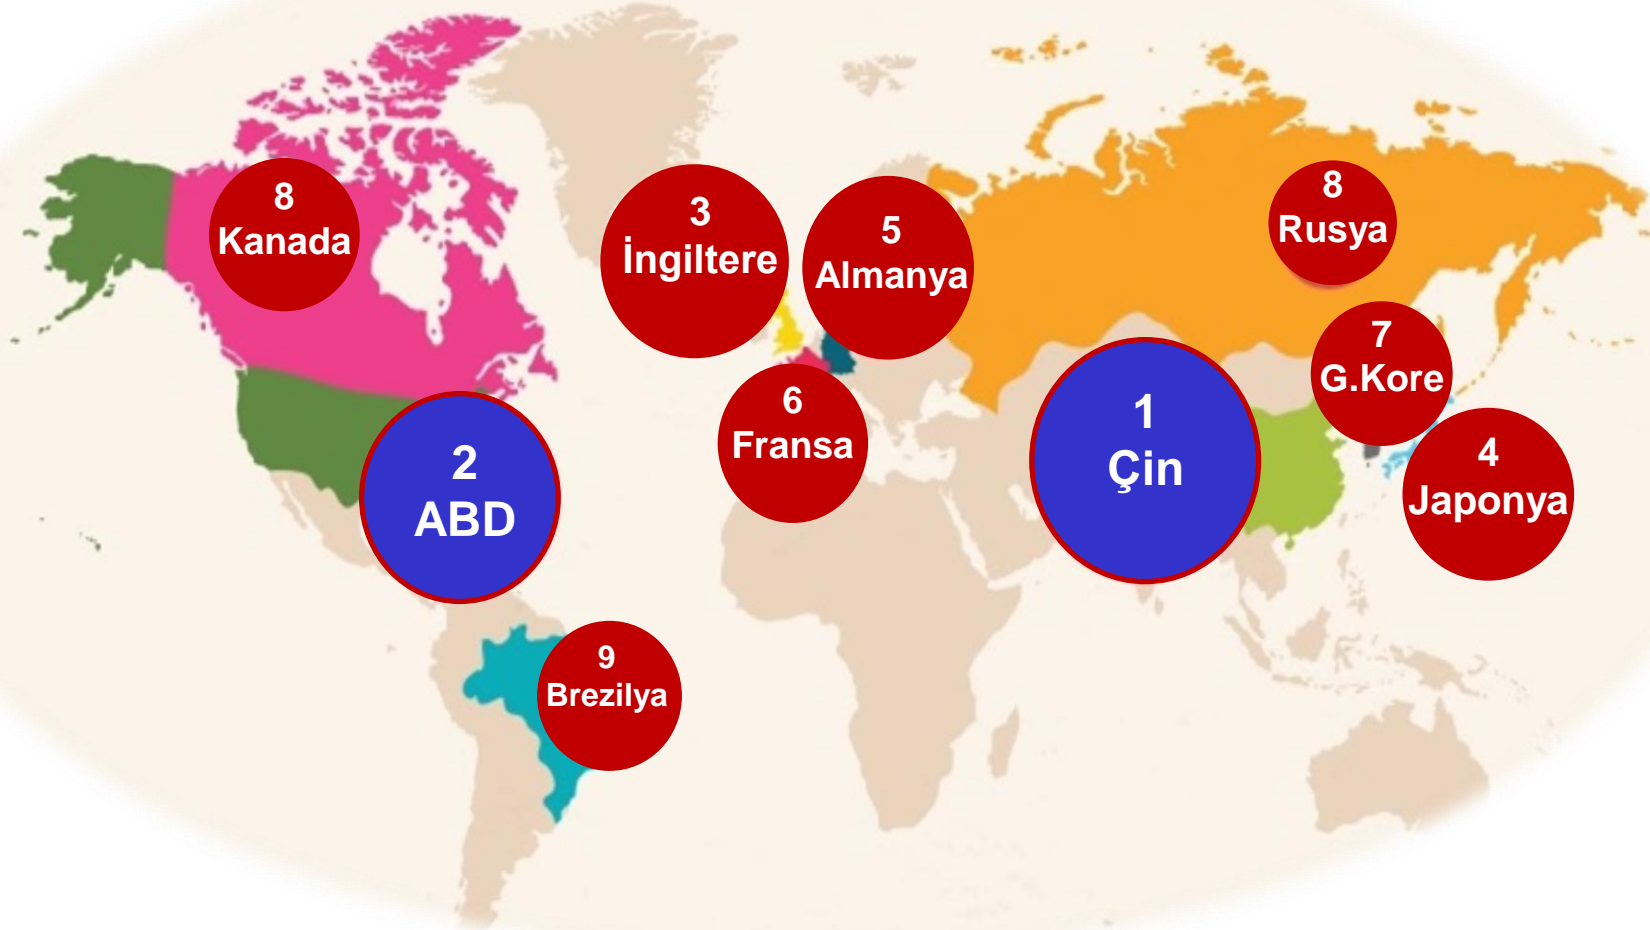 8
Kanada
3
İngiltere
5
Almanya
8
Rusya
7
G.Kore
6
Fransa
1
Çin
2
ABD
4
Japonya
9
Brezilya